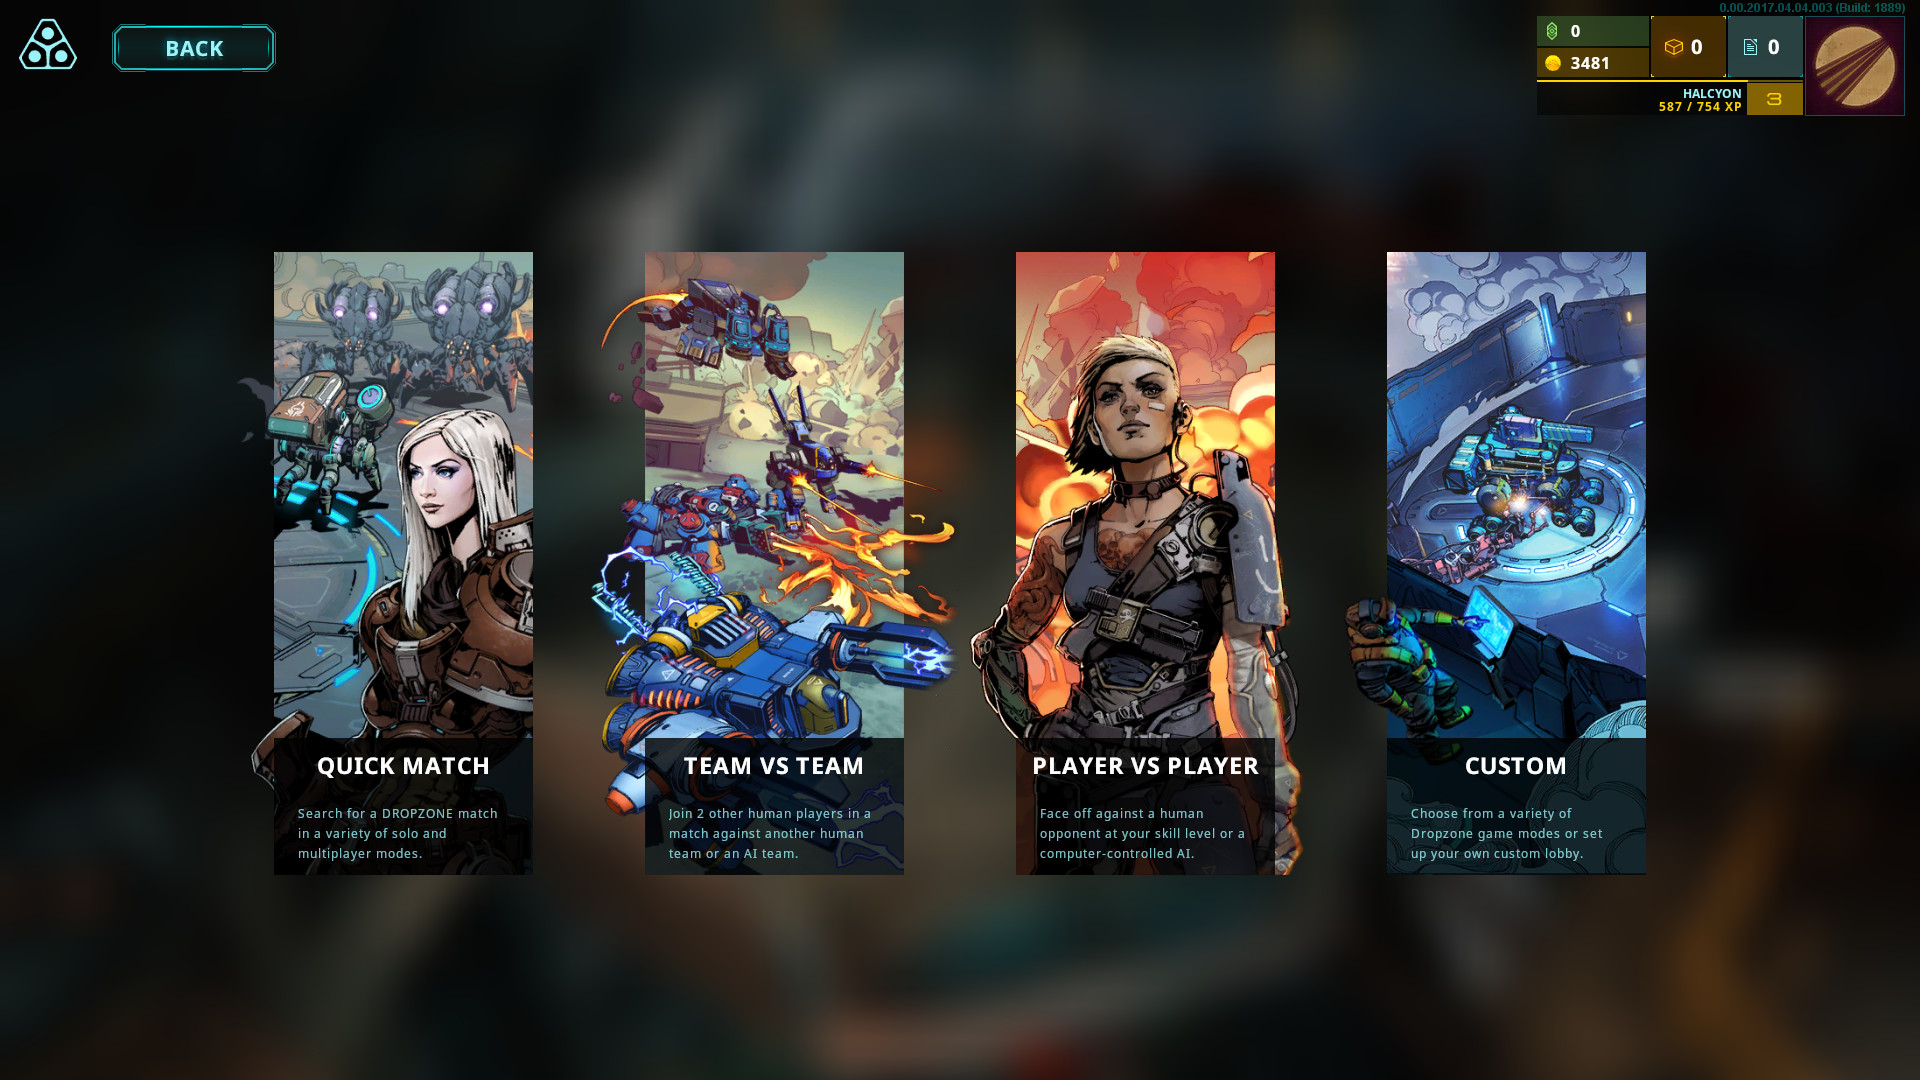 0.00.2017.04.04.003 (Build: 1889)
BACK
0
3481
0
0
HALCYON
587 / 754 XP
3
QUICK MATCH
Search for a DROPZONE match
in a variety of solo and
multiplayer modes.
TEAM VS TEAM
Join 2 other human players in a
match against another human
team or an AI team.
PLAYER VS PLAYER
Face off against a human
opponent at your skill level or a
computer-controlled AI.
CUSTOM
Choose from a variety of
Dropzone game modes or set
up your own custom lobby.